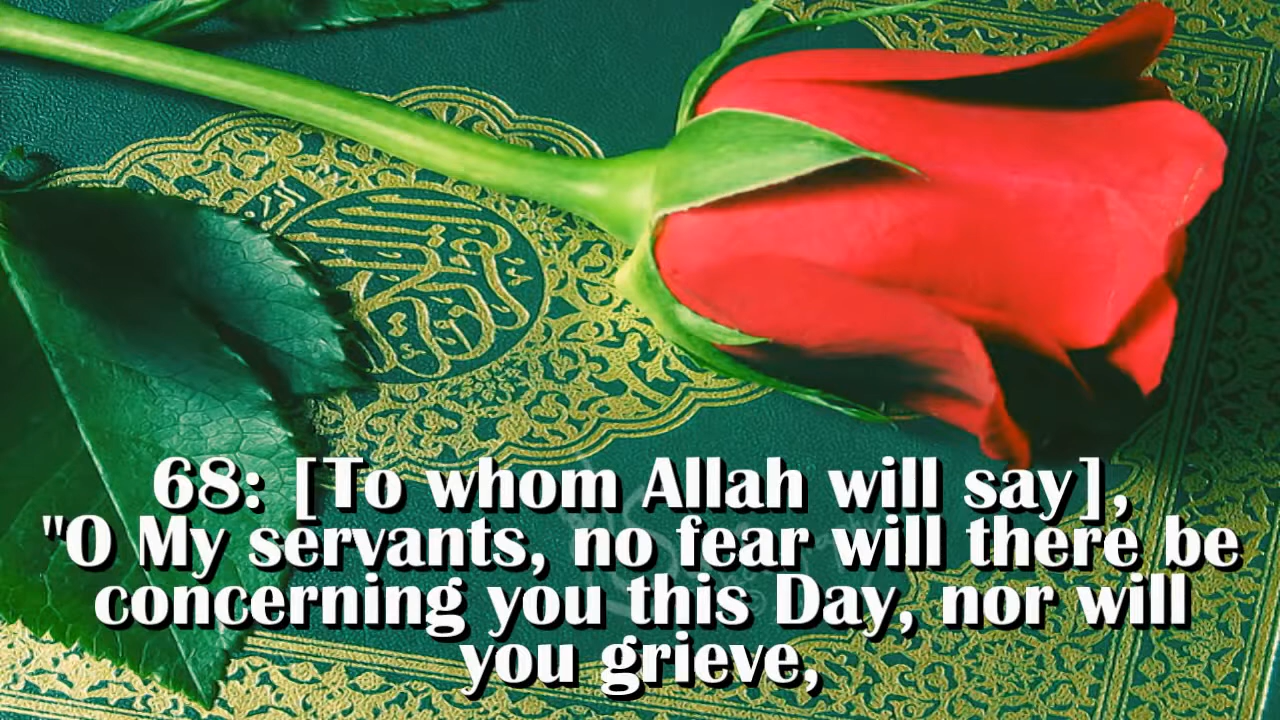 68: [To whom Allah will say],
"O My servants, no fear will there be
concerning you this Day, nor will
you grieve,